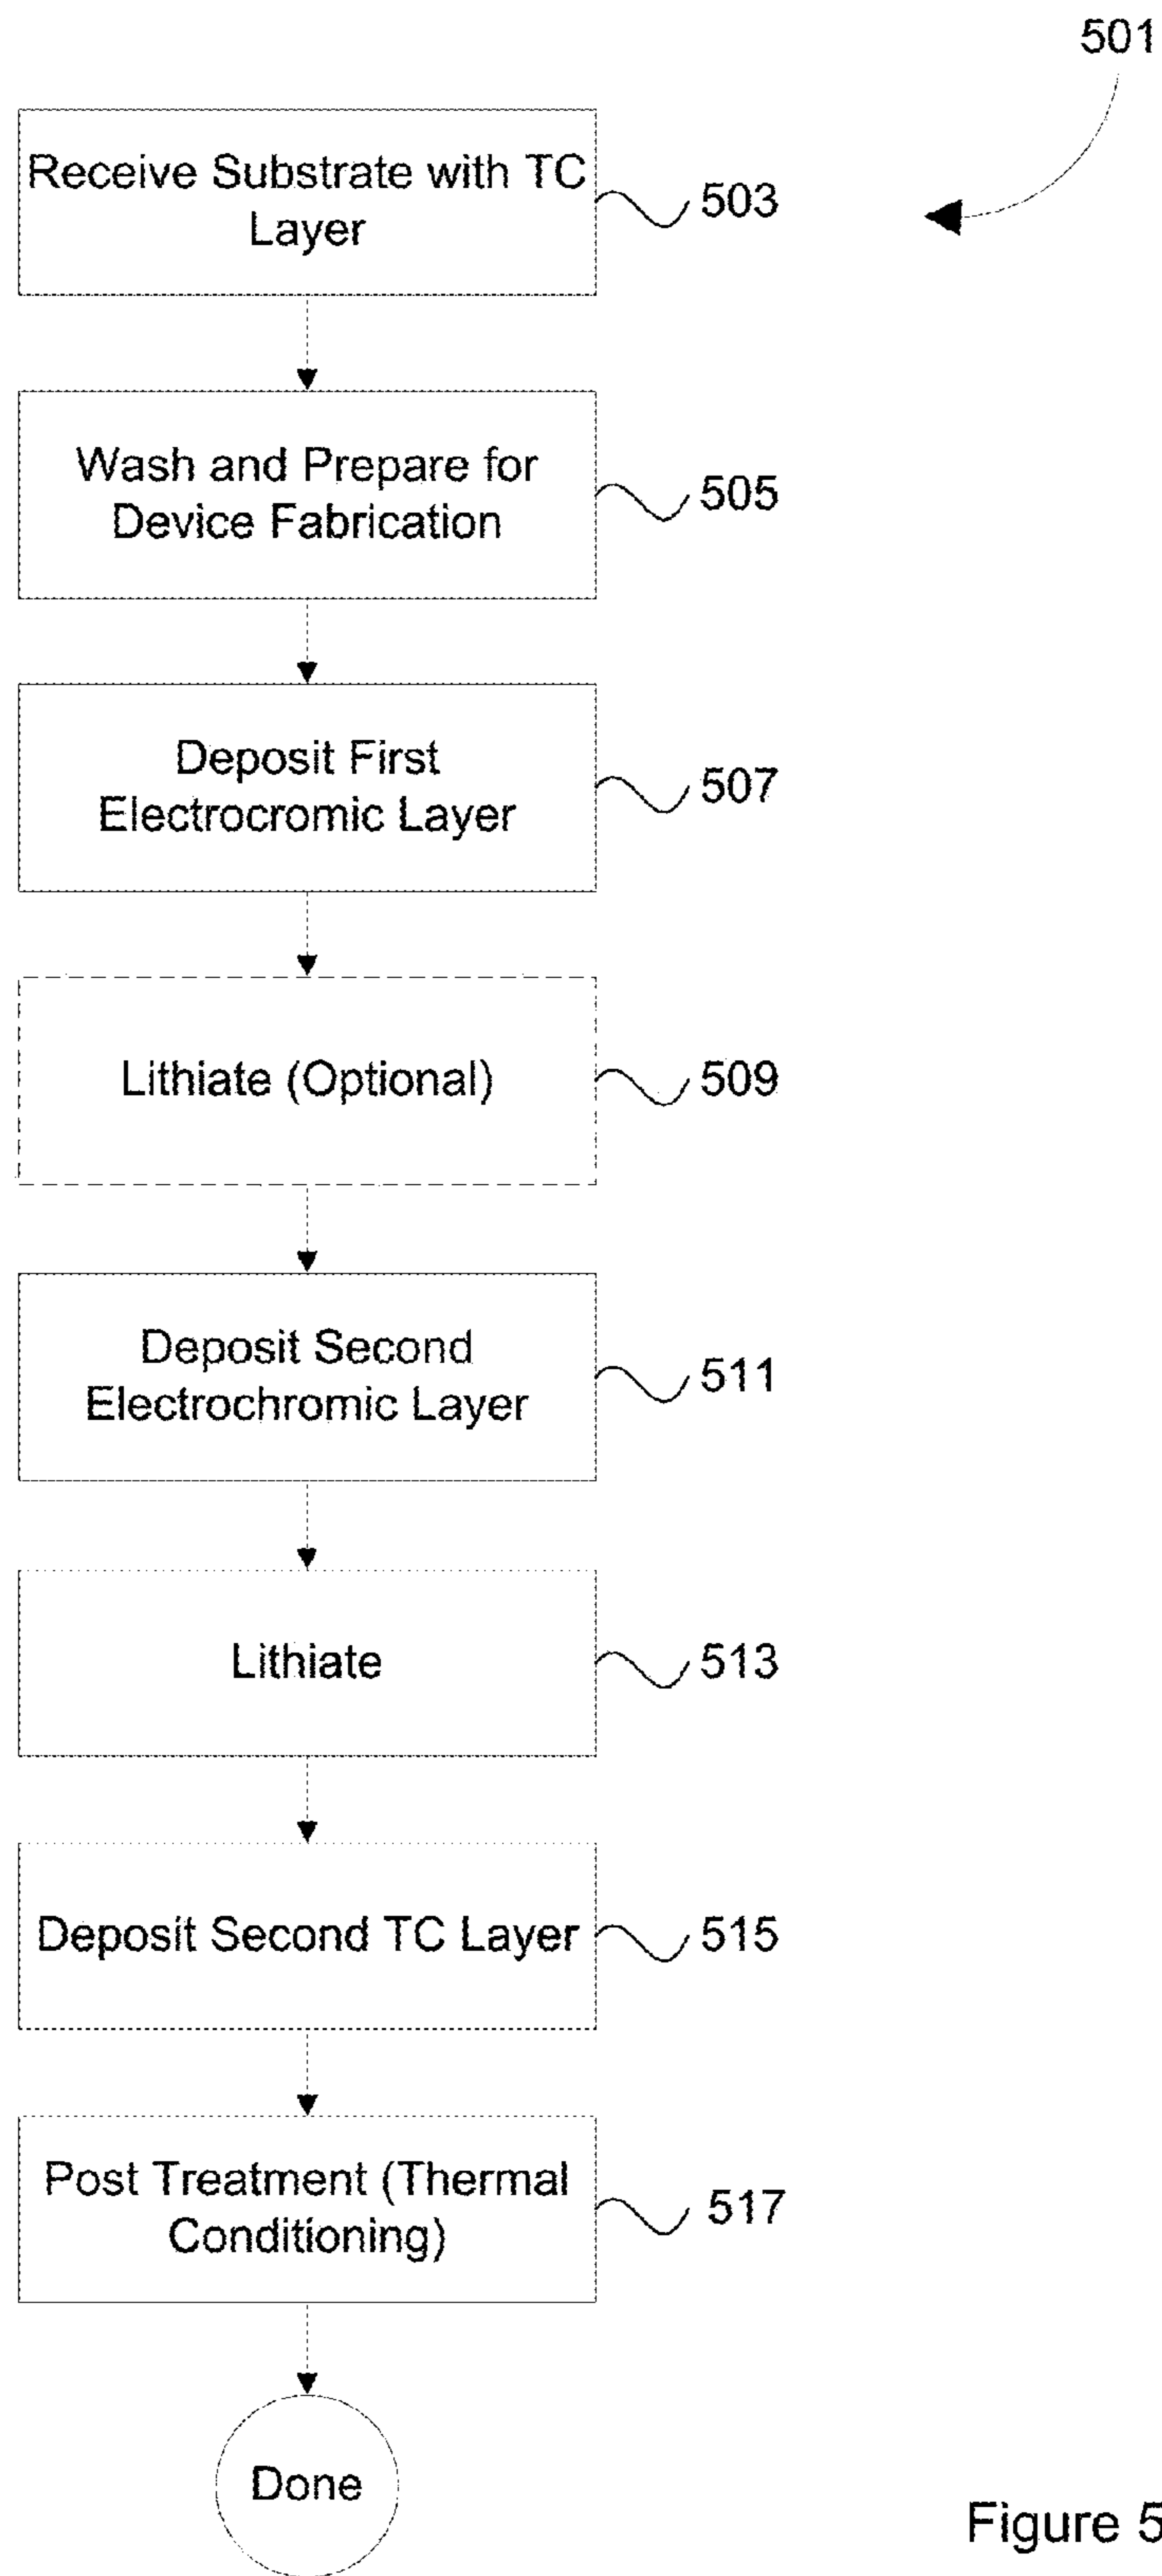 501
Receive Substrate with TC
Layer
503
Wash and Prepare for
Device Fabrication
505
Deposit First
Electrocromic Layer
507
Lithiate (Optional)
509
Deposit Second
Electrochromic Layer
511
Lithiate
513
Deposit Second TC Layer
515
Post Treatment (Thermal
Conditioning)
517
Done
Figure 5